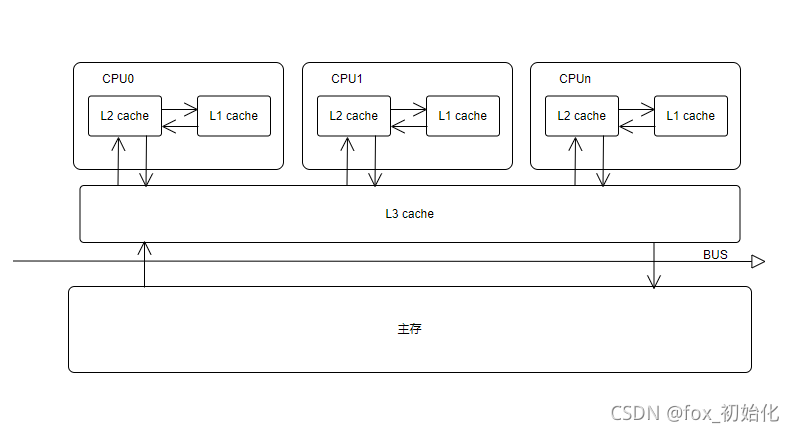 CPU0
CPU1
CPUn
L2 cache
L1 cache
L2 cache
L1 cache
L2 cache
L1 cache
L3 cache
BUS
主存
CSDN @fox_初始化